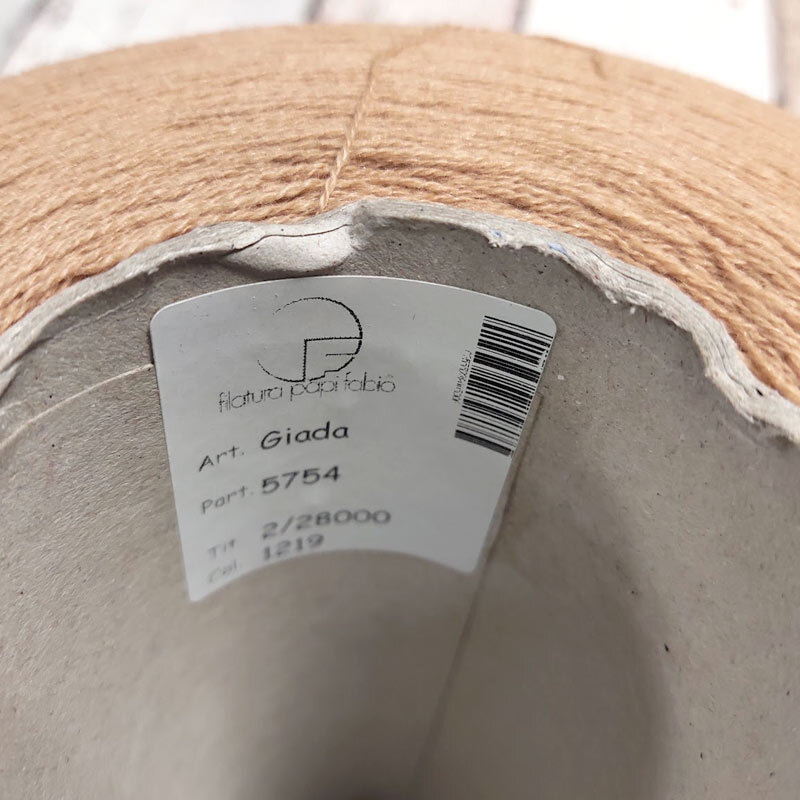 filatura papi fabio
Art. Giada
Part. 5754
Tit 2/28000
Col. 1219